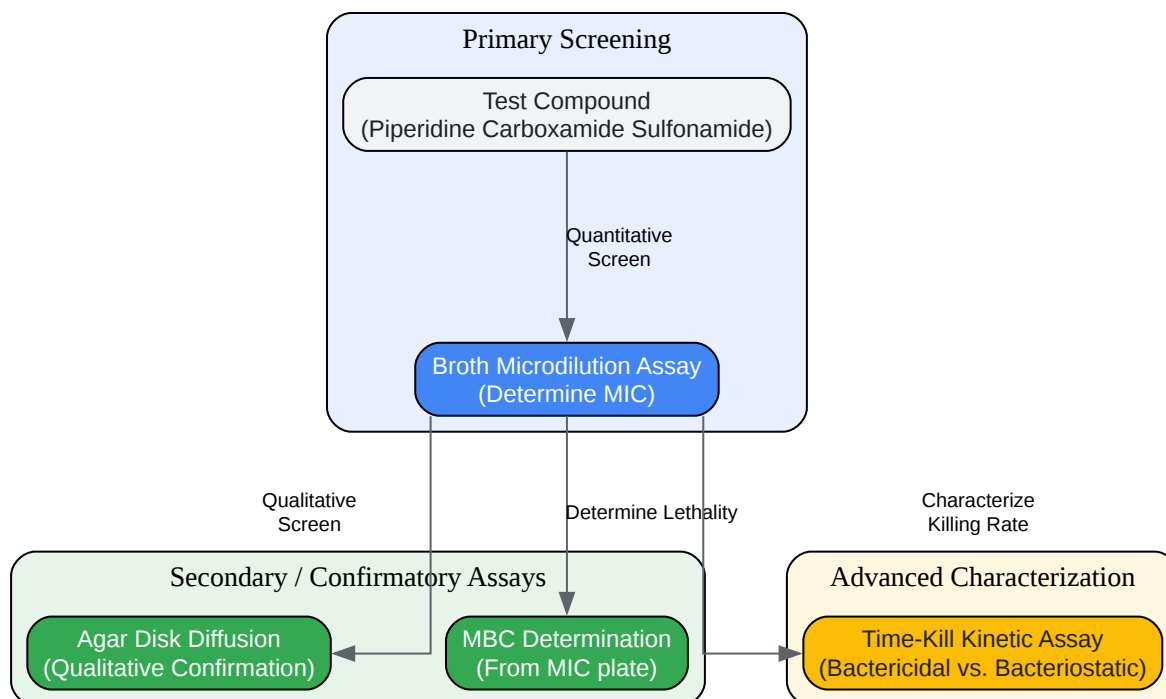 Primary Screening
Test Compound
(Piperidine Carboxamide Sulfonamide)
Quantitative
Screen
Broth Microdilution Assay
(Determine MIC)
Qualitative
Screen
Determine Lethality
Characterize
Killing Rate
Secondary / Confirmatory Assays
Agar Disk Diffusion
(Qualitative Confirmation)
MBC Determination
(From MIC plate)
Advanced Characterization
Time-Kill Kinetic Assay
(Bactericidal vs. Bacteriostatic)